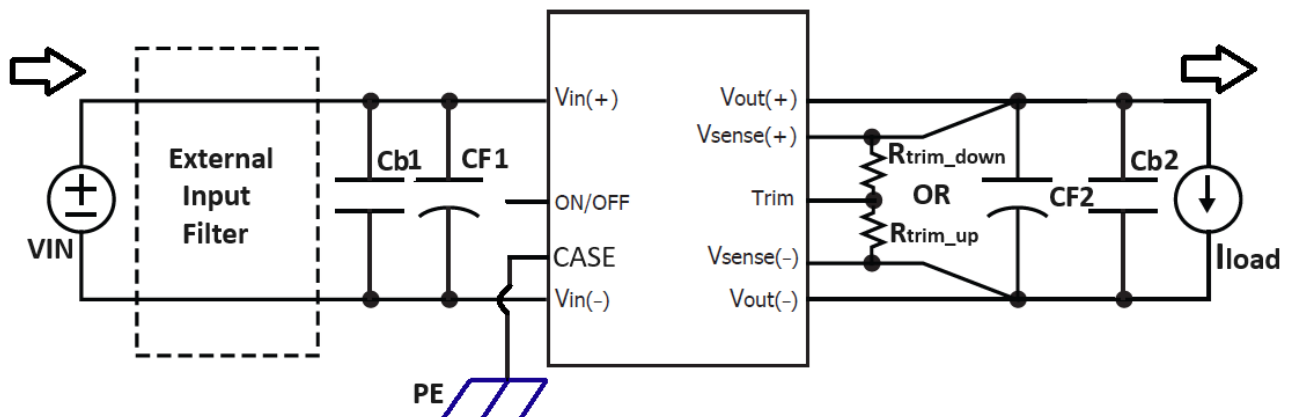 External
Input
Filter
VIN
Cb1
CF1
PE
Vin(+)
ON/OFF
CASE
Vin(−)
Vout(+)
Vsense(+)
Trim
Vsense(−)
Vout(−)
Rtrim_down
OR
Rtrim_up
CF2
Cb2
Iload